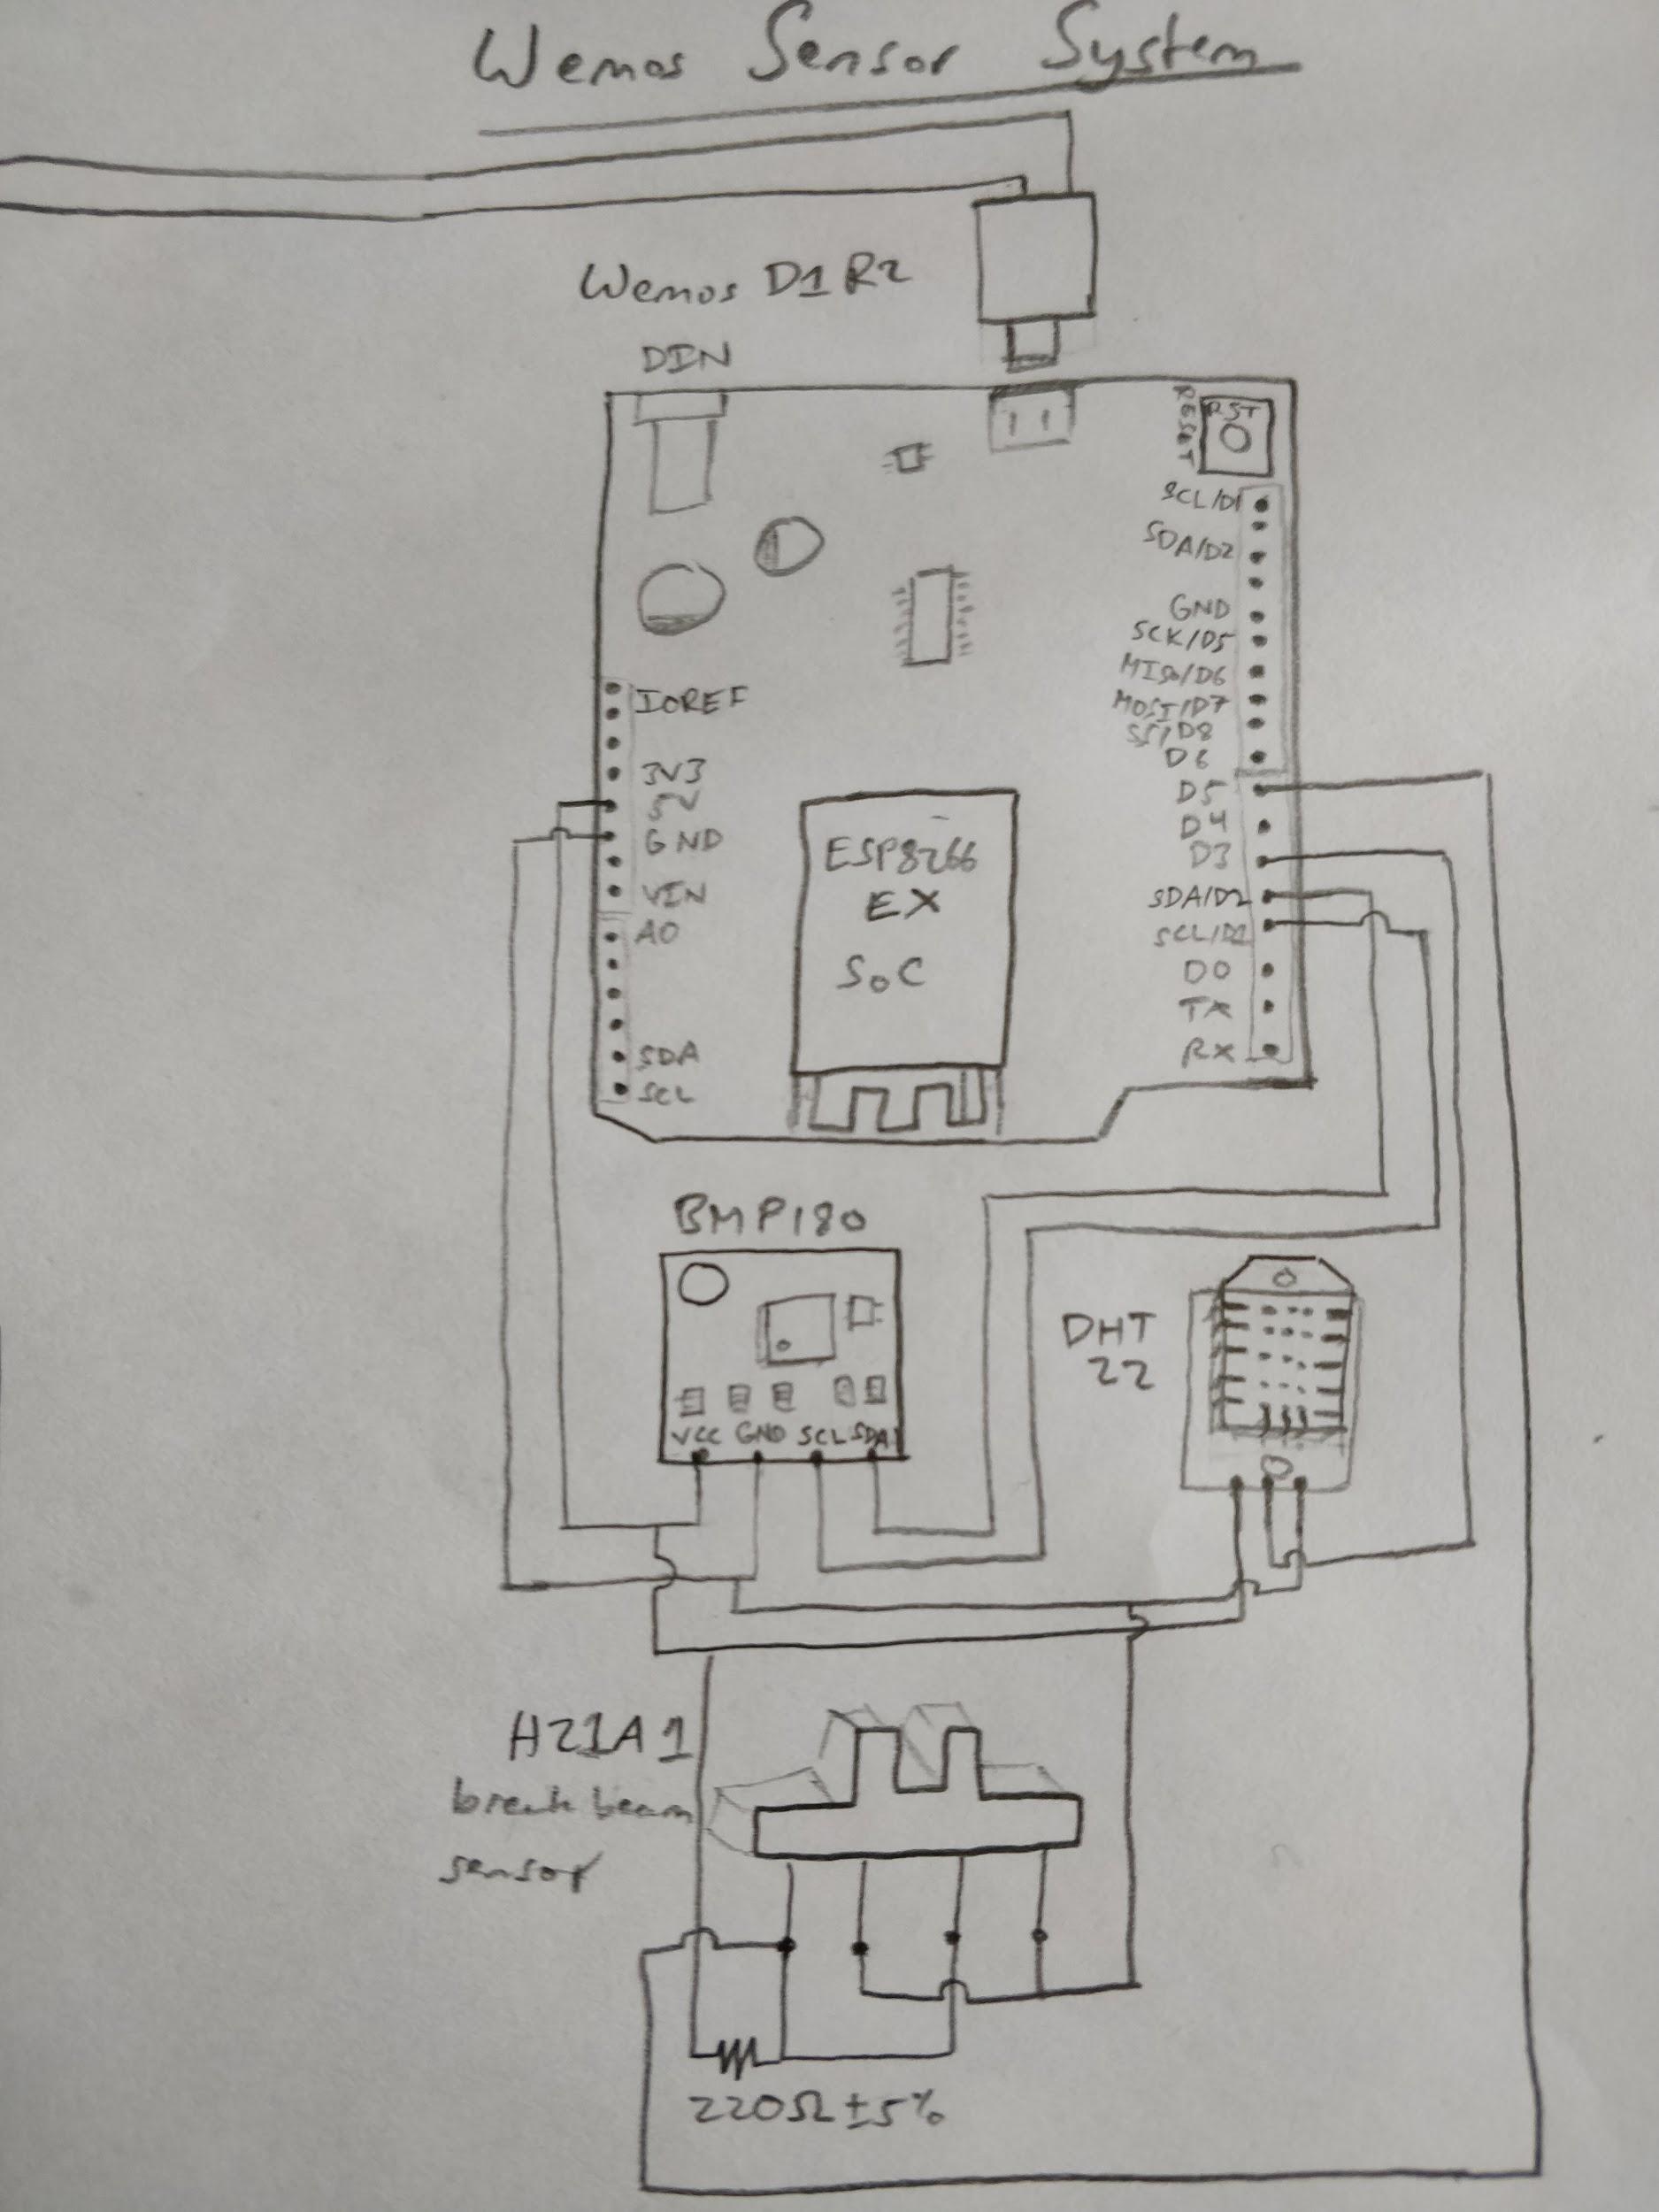 Wemos Sensor System
Wemos D1R2
DIN
RESET
RST
SCL/D1
SDA/D2
GND
SCK/D5
MISO/D6
MOSI/D7
SS/D8
D6
D5
D4
D3
SDA/D2
SCL/D1
D0
TX
RX
IOREF
3V3
5V
GND
VIN
A0
SDA
SCL
ESP8266
EX
SoC
BMP180
VCC GND SCL SDA
DHT
22
H21A1
break beam
sensor
220Ω ±5%